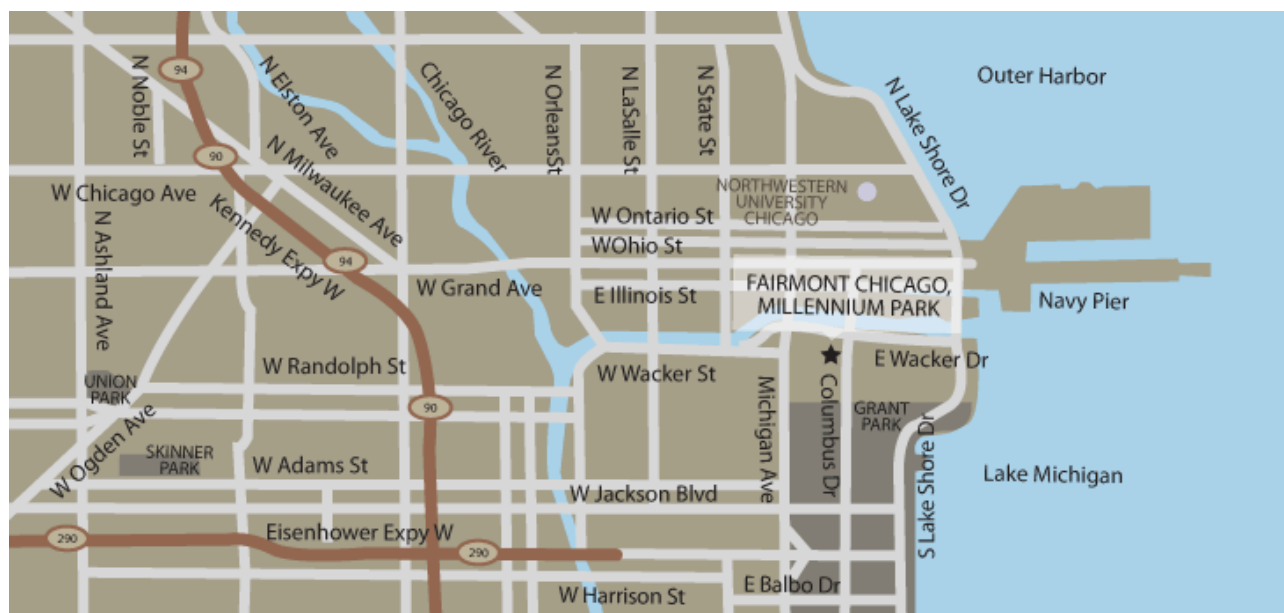 Outer Harbor
94
N Noble St
N Elston Ave
Chicago River
N OrleansSt
N LaSalle St
N State St
N Lake Shore Dr
90
N Milwaukee Ave
W Chicago Ave
NORTHWESTERN
UNIVERSITY
CHICAGO
N Ashland Ave
Kennedy Expy W
W Ontario St
WOhio St
94
W Grand Ave
E Illinois St
FAIRMONT CHICAGO,
MILLENNIUM PARK
Navy Pier
W Randolph St
W Wacker St
E Wacker Dr
UNION
PARK
90
Michigan Ave
Columbus Dr
GRANT
PARK
W Ogden Ave
SKINNER
PARK
W Adams St
W Jackson Blvd
S Lake Shore Dr
Lake Michigan
290
Eisenhower Expy W
290
E Balbo Dr
W Harrison St